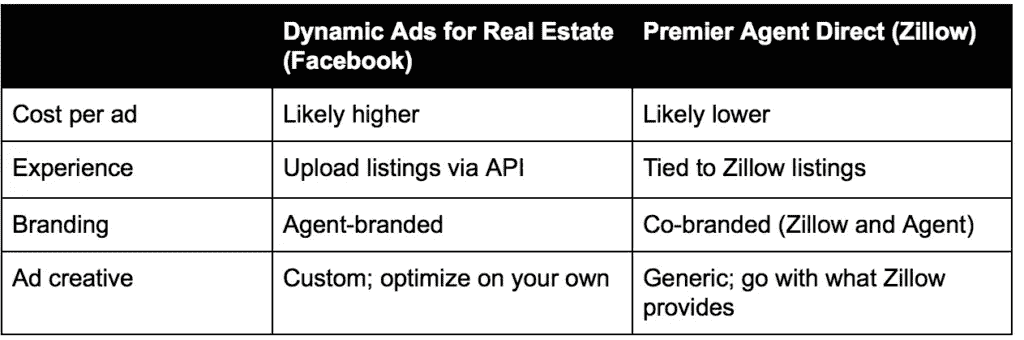 Dynamic Ads for Real Estate Premier Agent Direct (Zillow)
(Facebook)
Cost per ad Likely higher Likely lower
Experience Upload listings via API Tied to Zillow listings
Branding Agent-branded Co-branded (Zillow and Agent)
Ad creative Custom; optimize on your own Generic; go with what Zillow
provides